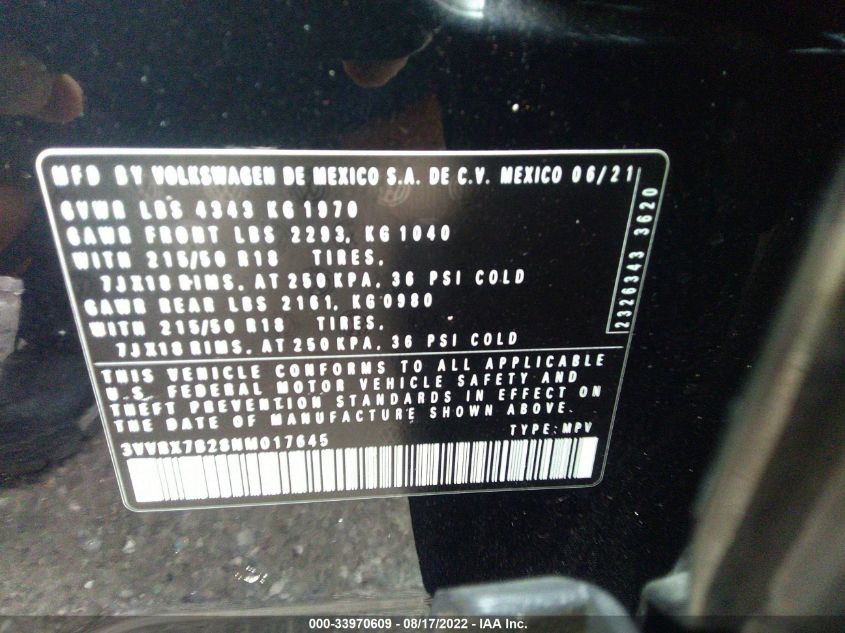 MFD BY VOLKSWAGEN DE MEXICO S.A. DE C.V. MEXICO 06/21
GVWR LBS 4343 KG 1970
GAWR FRONT LBS 2293, KG 1040
WITH 215/50 R18 TIRES,
7JX18 RIMS, AT 250 KPA, 36 PSI COLD
GAWR REAR LBS 2161, KG 0980
WITH 215/50 R18 TIRES,
7JX18 RIMS, AT 250 KPA, 36 PSI COLD
2326343 3620
THIS VEHICLE CONFORMS TO ALL APPLICABLE
U.S. FEDERAL MOTOR VEHICLE SAFETY AND
THEFT PREVENTION STANDARDS IN EFFECT ON
THE DATE OF MANUFACTURE SHOWN ABOVE.
3VVRX7B28NM017645
TYPE: MPV
000-33970609 - 08/17/2022 - IAA Inc.